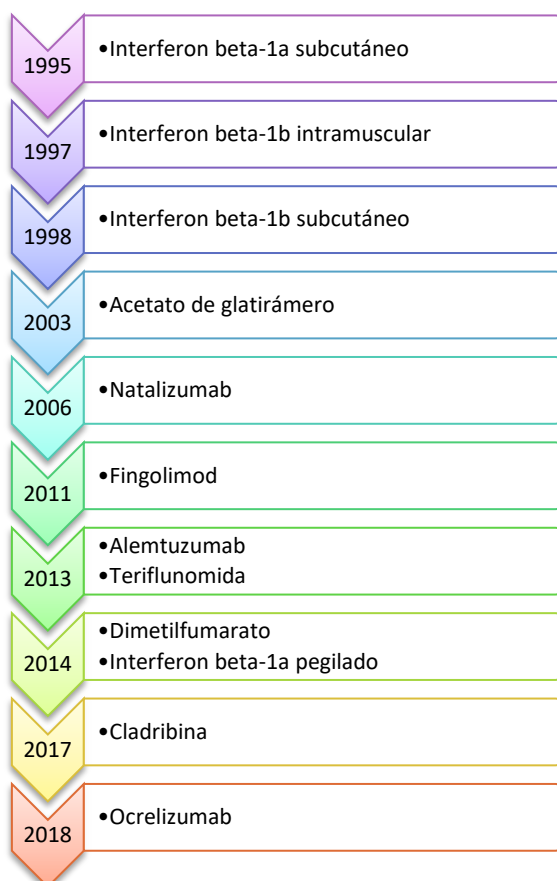 1995
•Interferon beta-1a subcutáneo
1997
•Interferon beta-1b intramuscular
1998
•Interferon beta-1b subcutáneo
2003
•Acetato de glatirámero
2006
•Natalizumab
2011
•Fingolimod
2013
•Alemtuzumab
•Teriflunomida
2014
•Dimetilfumarato
•Interferon beta-1a pegilado
2017
•Cladribina
2018
•Ocrelizumab